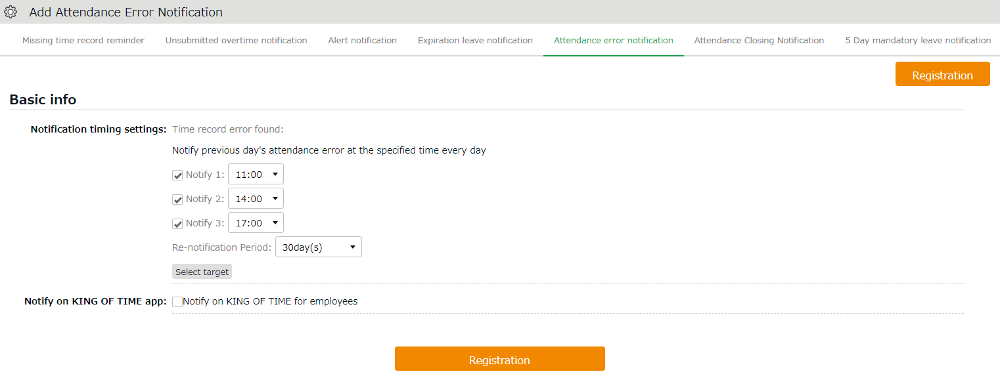 Add Attendance Error Notification
Missing time record reminder Unsubmitted overtime notification Alert notification Expiration leave notification Attendance error notification Attendance Closing Notification 5 Day mandatory leave notification
Registration
Basic info
Notification timing settings: Time record error found:
Notify previous day's attendance error at the specified time every day
Notify 1: 11:00
Notify 2: 14:00
Notify 3: 17:00
Re-notification Period: 30day(s)
Select target
Notify on KING OF TIME app: Notify on KING OF TIME for employees
Registration